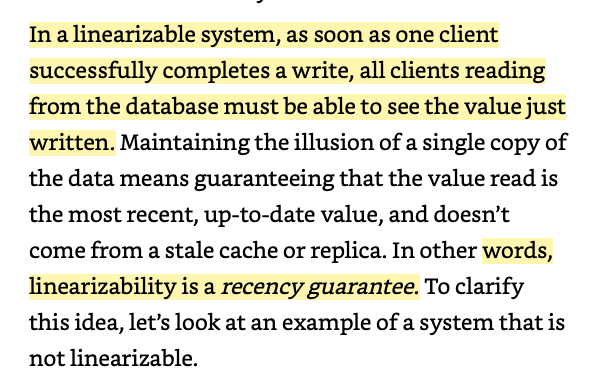 In a linearizable system, as soon as one client
successfully completes a write, all clients reading
from the database must be able to see the value just
written. Maintaining the illusion of a single copy of
the data means guaranteeing that the value read is
the most recent, up-to-date value, and doesn’t
come from a stale cache or replica. In other words,
linearizability is a recency guarantee. To clarify
this idea, let’s look at an example of a system that is
not linearizable.